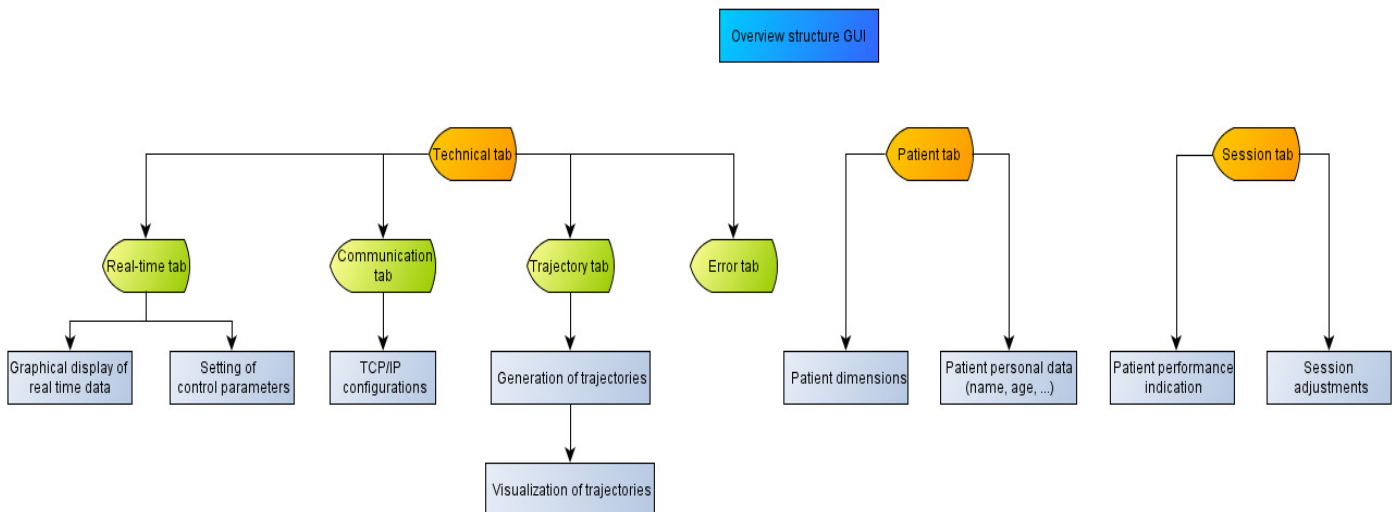 Overview structure GUI
Technical tab
Patient tab
Session tab
Real-time tab
Communication
tab
Trajectory tab
Error tab
Graphical display of
real time data
Setting of
control parameters
TCP/IP
configurations
Generation of trajectories
Patient dimensions
Patient personal data
(name, age, ...)
Patient performance
indication
Session
adjustments
Visualization of trajectories